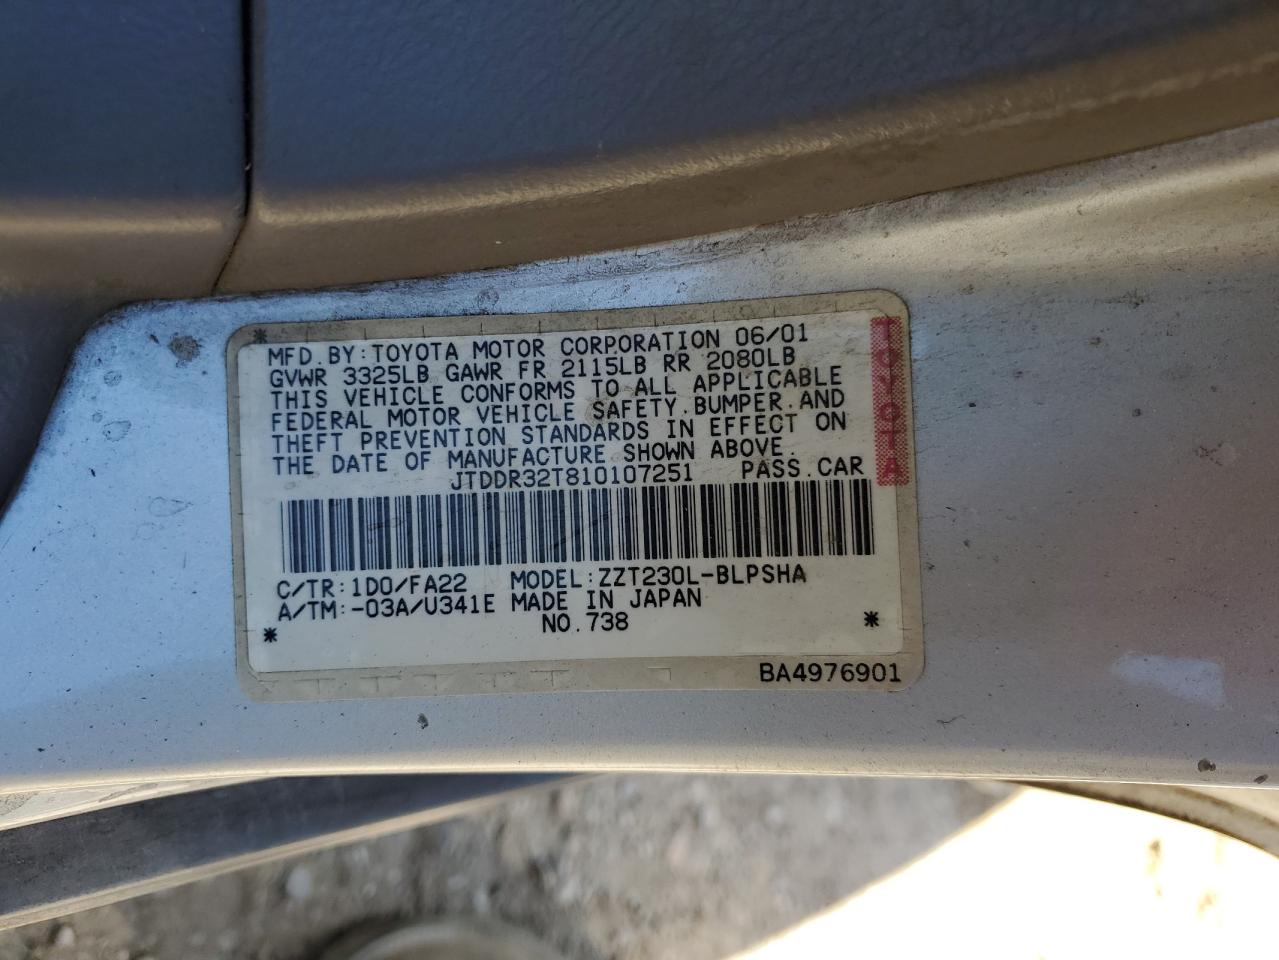 MFD.BY:TOYOTA MOTOR CORPORATION 06/01
GVWR 3325LB GAWR FR 2115LB RR 2080LB
THIS VEHICLE CONFORMS TO ALL APPLICABLE
FEDERAL MOTOR VEHICLE SAFETY.BUMPER.AND
THEFT PREVENTION STANDARDS IN EFFECT ON
THE DATE OF MANUFACTURE SHOWN ABOVE.
JTDDR32T810107251 PASS.CAR
TOYOTA
C/TR:1D0/FA22 MODEL:ZZT230L-BLPSHA
A/TM:-03A/U341E MADE IN JAPAN
NO.738
* *
BA4976901